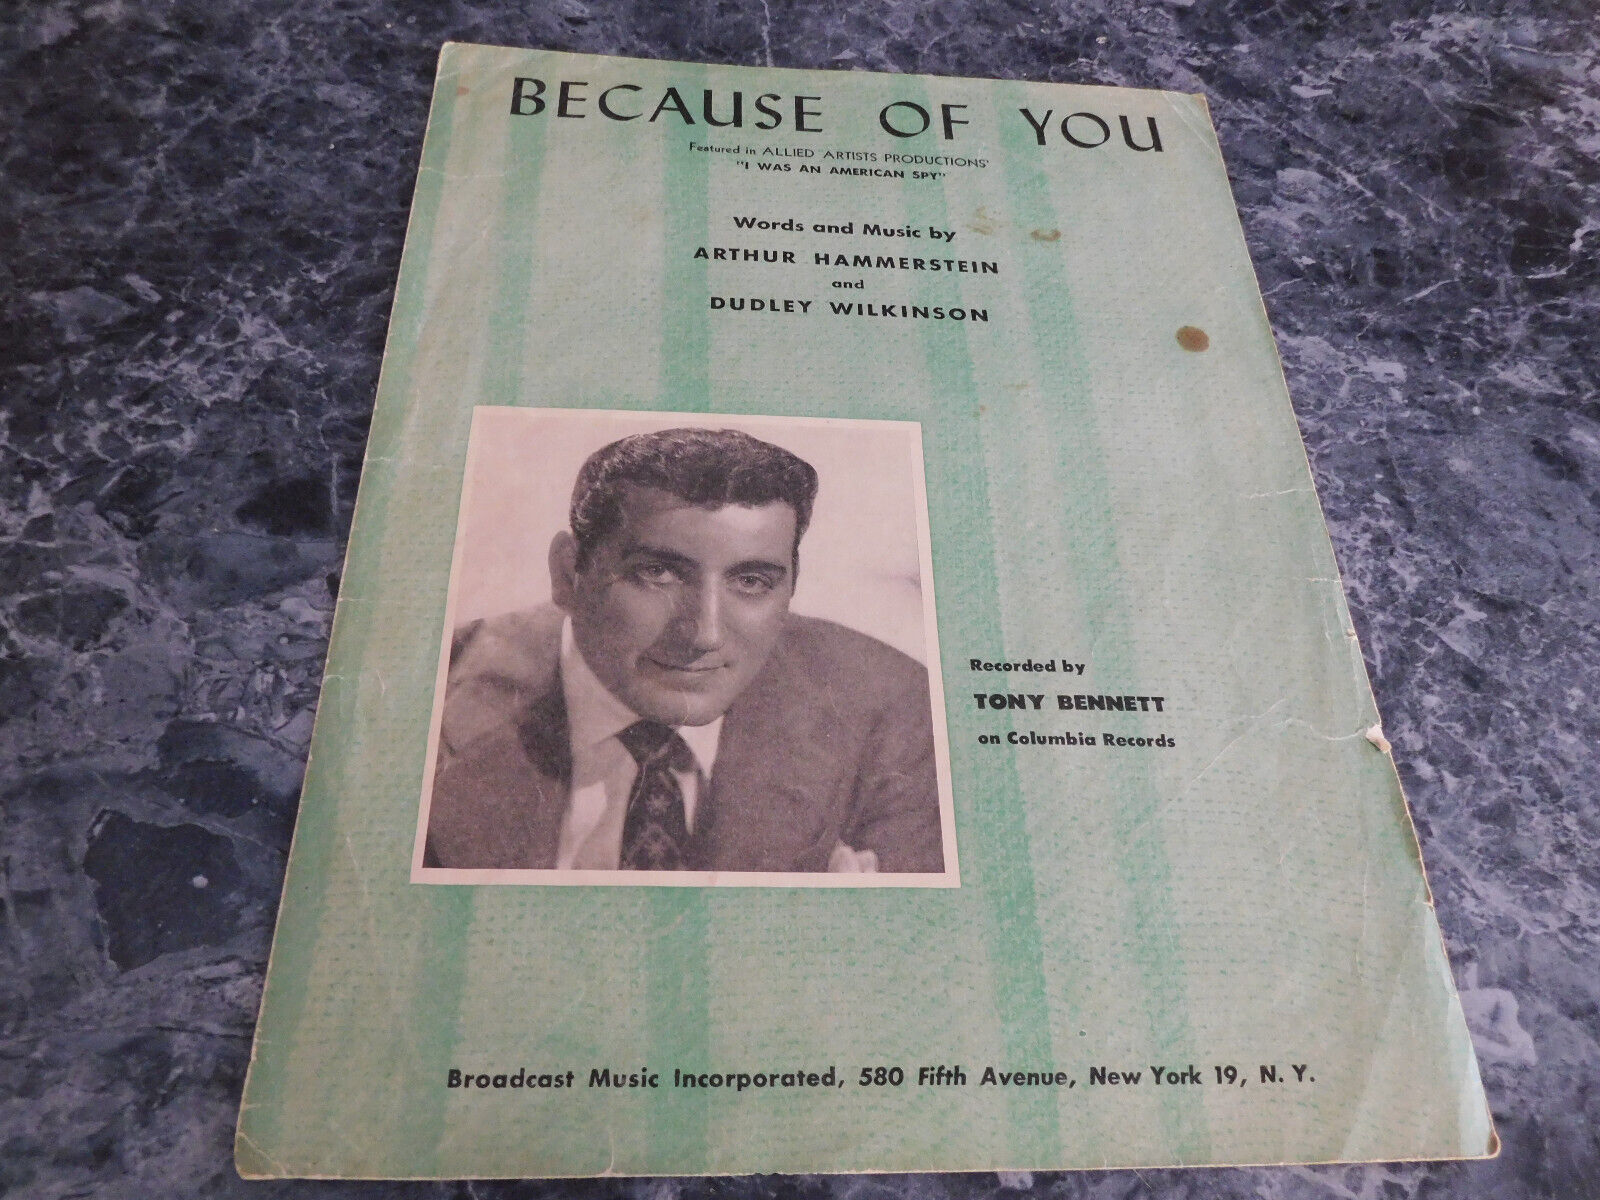 BECAUSE OF YOU
Featured in ALLIED ARTISTS PRODUCTIONS'
"I WAS AN AMERICAN SPY"
Words and Music by
ARTHUR HAMMERSTEIN
and
DUDLEY WILKINSON
Recorded by
TONY BENNETT
on Columbia Records
Broadcast Music Incorporated, 580 Fifth Avenue, New York 19, N. Y.